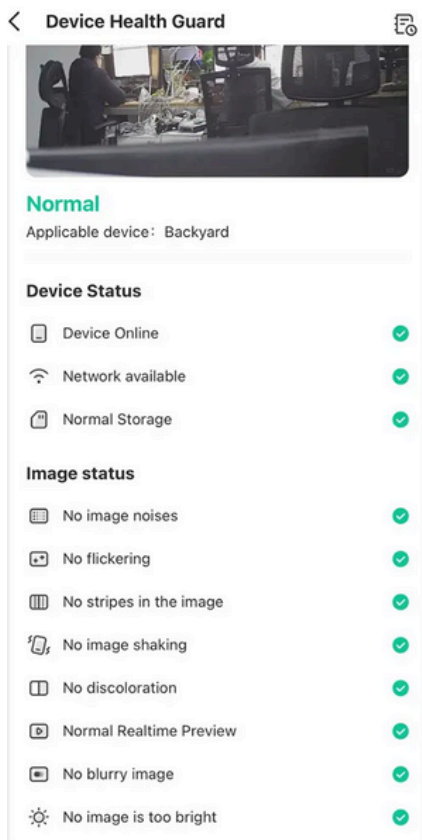 Device Health Guard
Normal
Applicable device: Backyard
Device Status
Device Online
Network available
Normal Storage
Image status
No image noises
No flickering
No stripes in the image
No image shaking
No discoloration
Normal Realtime Preview
No blurry image
No image is too bright